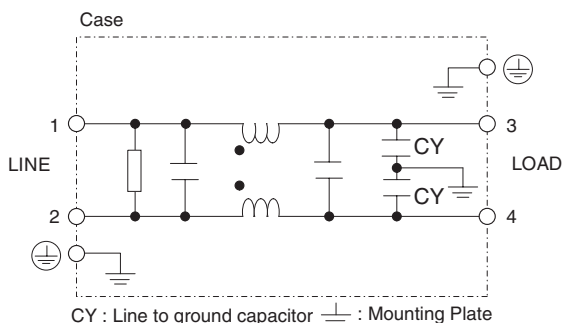 Case
1
3
CY
LINE
LOAD
CY
2
4
CY : Line to ground capacitor : Mounting Plate